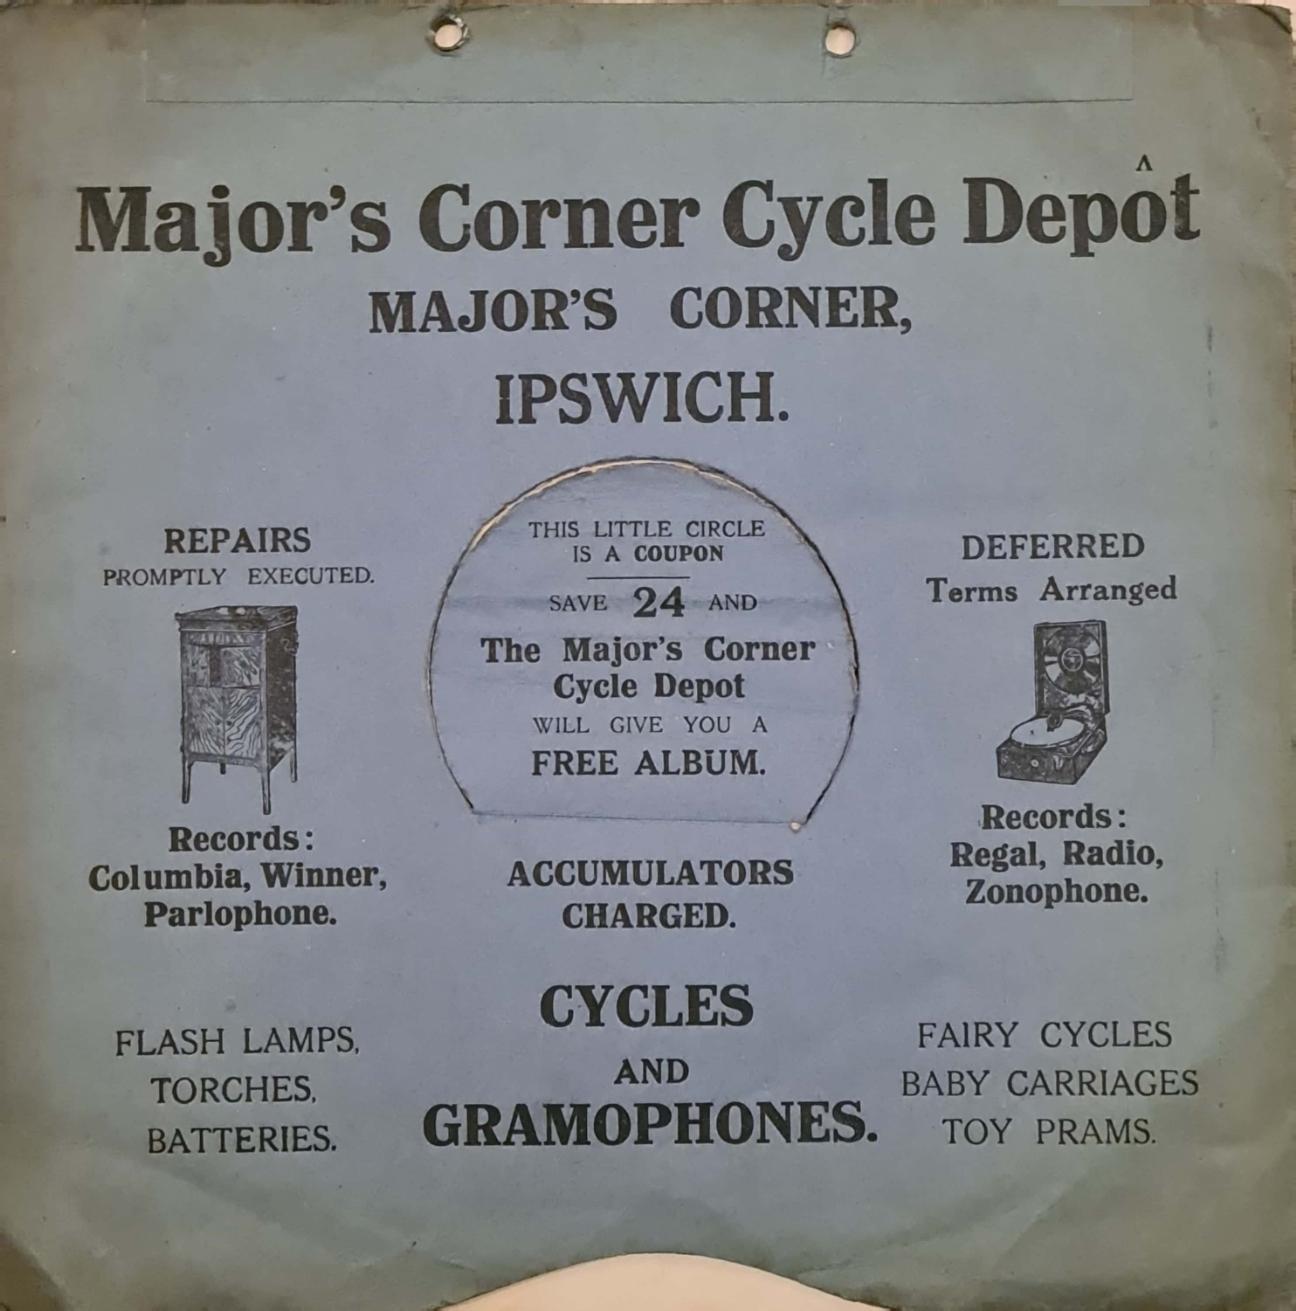 Major's Corner Cycle Depôt
MAJOR'S CORNER,
IPSWICH.
REPAIRS
PROMPTLY EXECUTED.
Records:
Columbia, Winner,
Parlophone.
THIS LITTLE CIRCLE
IS A COUPON
SAVE 24 AND
The Major's Corner
Cycle Depot
WILL GIVE YOU A
FREE ALBUM.
DEFERRED
Terms Arranged
Records:
Regal, Radio,
Zonophone.
ACCUMULATORS
CHARGED.
FLASH LAMPS,
TORCHES,
BATTERIES.
CYCLES
AND
GRAMOPHONES.
FAIRY CYCLES
BABY CARRIAGES
TOY PRAMS.